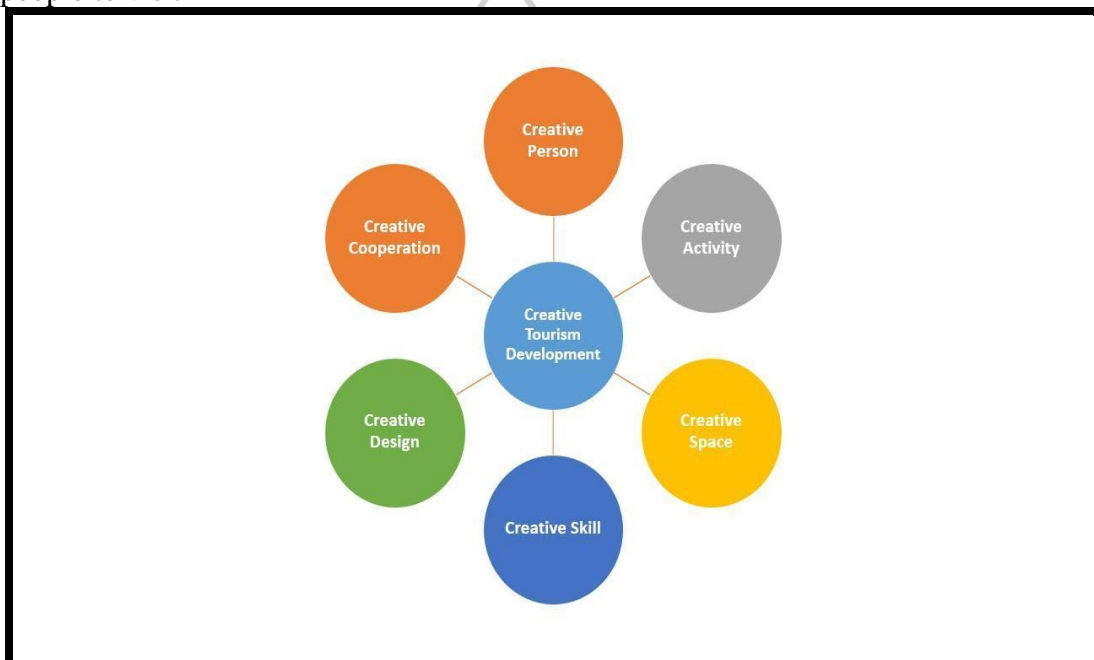 Creative
Person
Creative
Cooperation
Creative
Activity
Creative
Tourism
Development
Creative
Design
Creative
Space
Creative Skill